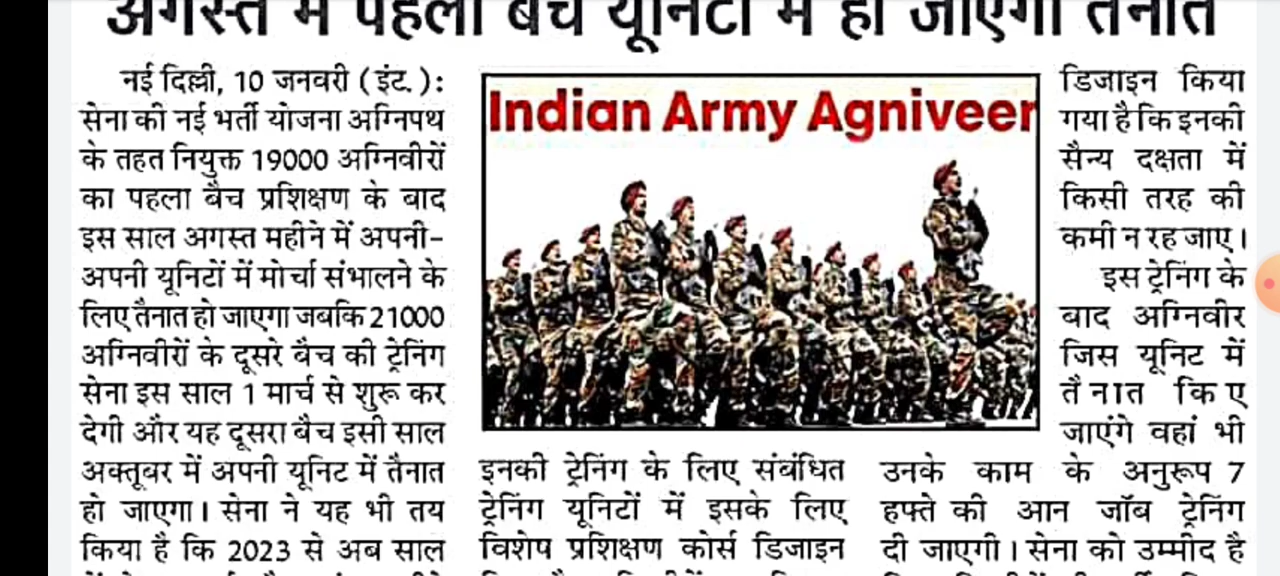 अगस्त में पहला बैच यूनिटों में हो जाएगा तैनात
नई दिल्ली, 10 जनवरी (इंट.):
सेना की नई भर्ती योजना अग्निपथ
के तहत नियुक्त 19000 अग्निवीरों
का पहला बैच प्रशिक्षण के बाद
इस साल अगस्त महीने में अपनी-
अपनी यूनिटों में मोर्चा संभालने के
लिए तैनात हो जाएगा जबकि 21000
अग्निवीरों के दूसरे बैच की ट्रेनिंग
सेना इस साल 1 मार्च से शुरू कर
देगी और यह दूसरा बैच इसी साल
अक्तूबर में अपनी यूनिट में तैनात
हो जाएगा। सेना ने यह भी तय
किया है कि 2023 से अब साल
Indian Army Agniveer
इनकी ट्रेनिंग के लिए संबंधित
ट्रेनिंग यूनिटों में इसके लिए
विशेष प्रशिक्षण कोर्स डिजाइन
डिजाइन किया
गया है कि इनकी
सैन्य दक्षता में
किसी तरह की
कमी न रह जाए।
इस ट्रेनिंग के
बाद अग्निवीर
जिस यूनिट में
तैनात किए
जाएंगे वहां भी
उनके काम के अनुरूप 7
हफ्ते की आन जॉब ट्रेनिंग
दी जाएगी। सेना को उम्मीद है